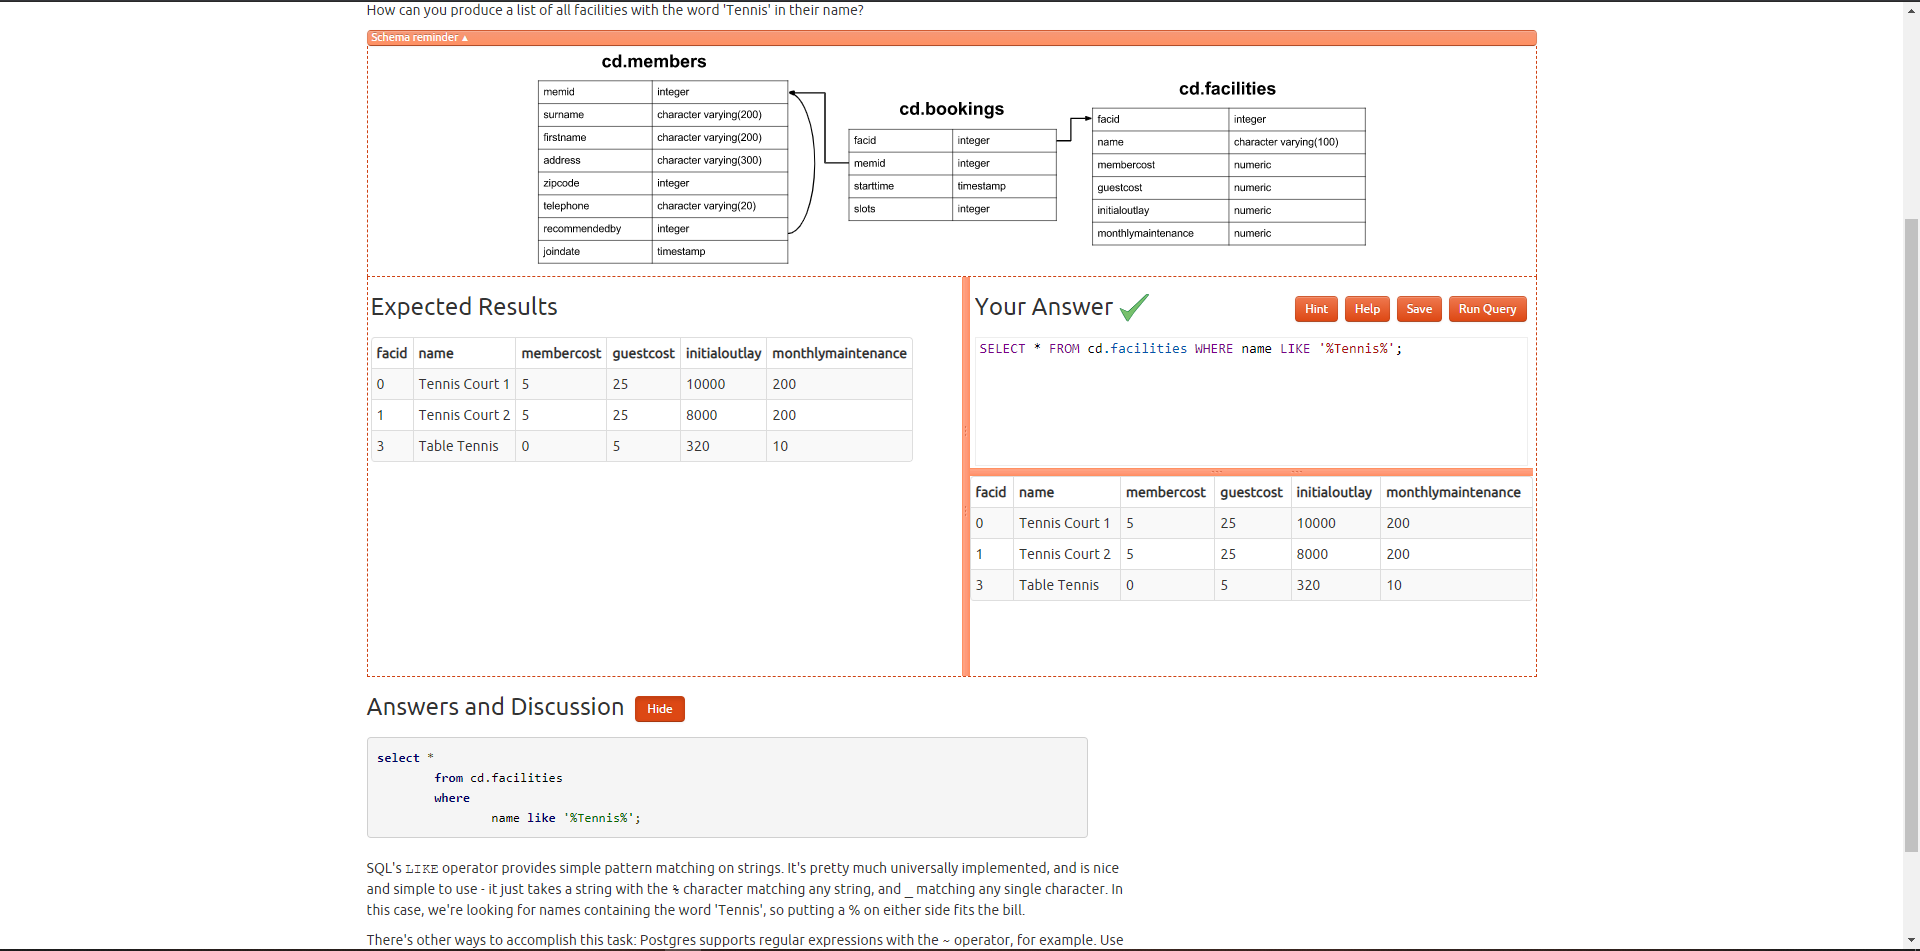 How can you produce a list of all facilities with the word 'Tennis' in their name?
Schema reminder ▲
cd.members
memid integer
surname character varying(200)
firstname character varying(200)
address character varying(300)
zipcode integer
telephone character varying(20)
recommendedby integer
joindate timestamp
cd.bookings
facid integer
memid integer
starttime timestamp
slots integer
cd.facilities
facid integer
name character varying(100)
membercost numeric
guestcost numeric
initialoutlay numeric
monthlymaintenance numeric
Expected Results
facid name membercost guestcost initialoutlay monthlymaintenance
0 Tennis Court 1 5 25 10000 200
1 Tennis Court 2 5 25 8000 200
3 Table Tennis 0 5 320 10
Your Answer
Hint Help Save Run Query
SELECT * FROM cd.facilities WHERE name LIKE '%Tennis%';
facid name membercost guestcost initialoutlay monthlymaintenance
0 Tennis Court 1 5 25 10000 200
1 Tennis Court 2 5 25 8000 200
3 Table Tennis 0 5 320 10
Answers and Discussion Hide
select *
from cd.facilities
where
name like '%Tennis%';
SQL's LIKE operator provides simple pattern matching on strings. It's pretty much universally implemented, and is nice
and simple to use - it just takes a string with the % character matching any string, and _ matching any single character. In
this case, we're looking for names containing the word 'Tennis', so putting a % on either side fits the bill.
There's other ways to accomplish this task: Postgres supports regular expressions with the ~ operator, for example. Use